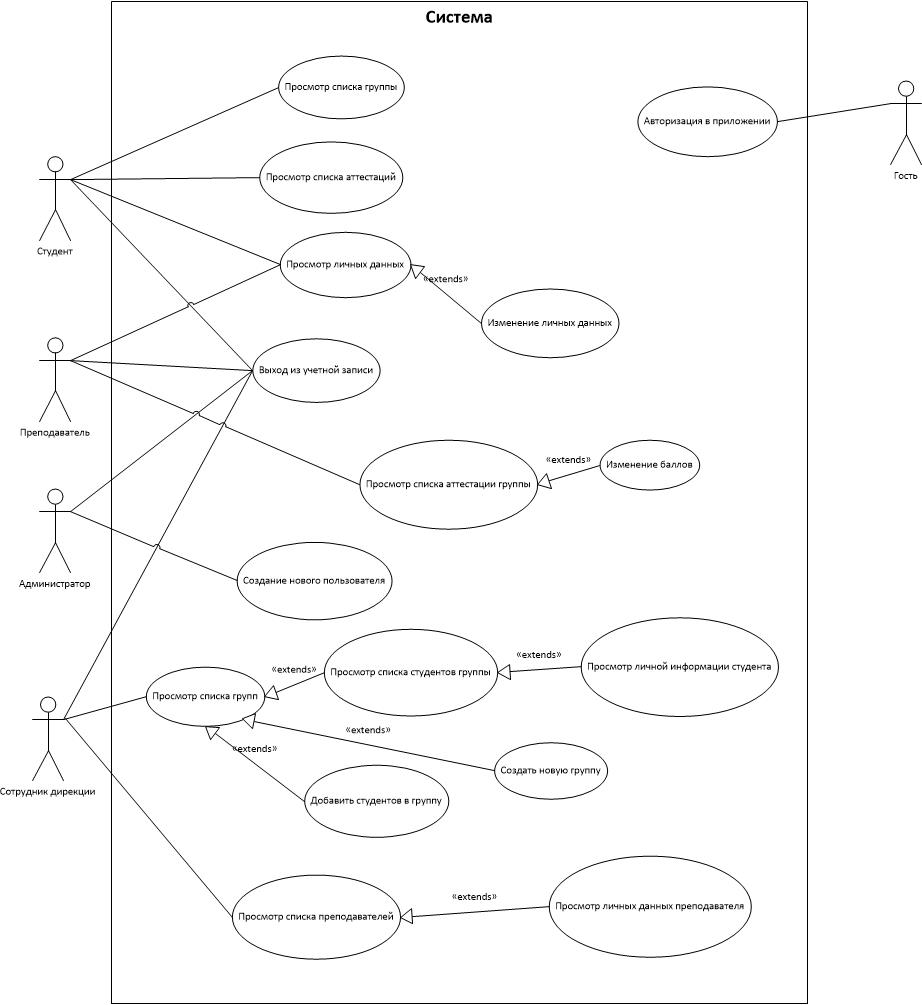 Система
Просмотр списка группы
Авторизация в приложении
Гость
Просмотр списка аттестаций
Студент
Просмотр личных данных
«extends»
Изменение личных данных
Выход из учетной записи
Преподаватель
«extends»
Изменение баллов
Просмотр списка аттестации группы
Администратор
Создание нового пользователя
«extends»
Просмотр личной информации студента
«extends»
Просмотр списка студентов группы
Просмотр списка групп
«extends»
«extends»
Создать новую группу
Сотрудник дирекции
Добавить студентов в группу
«extends»
Просмотр личных данных преподавателя
Просмотр списка преподавателей